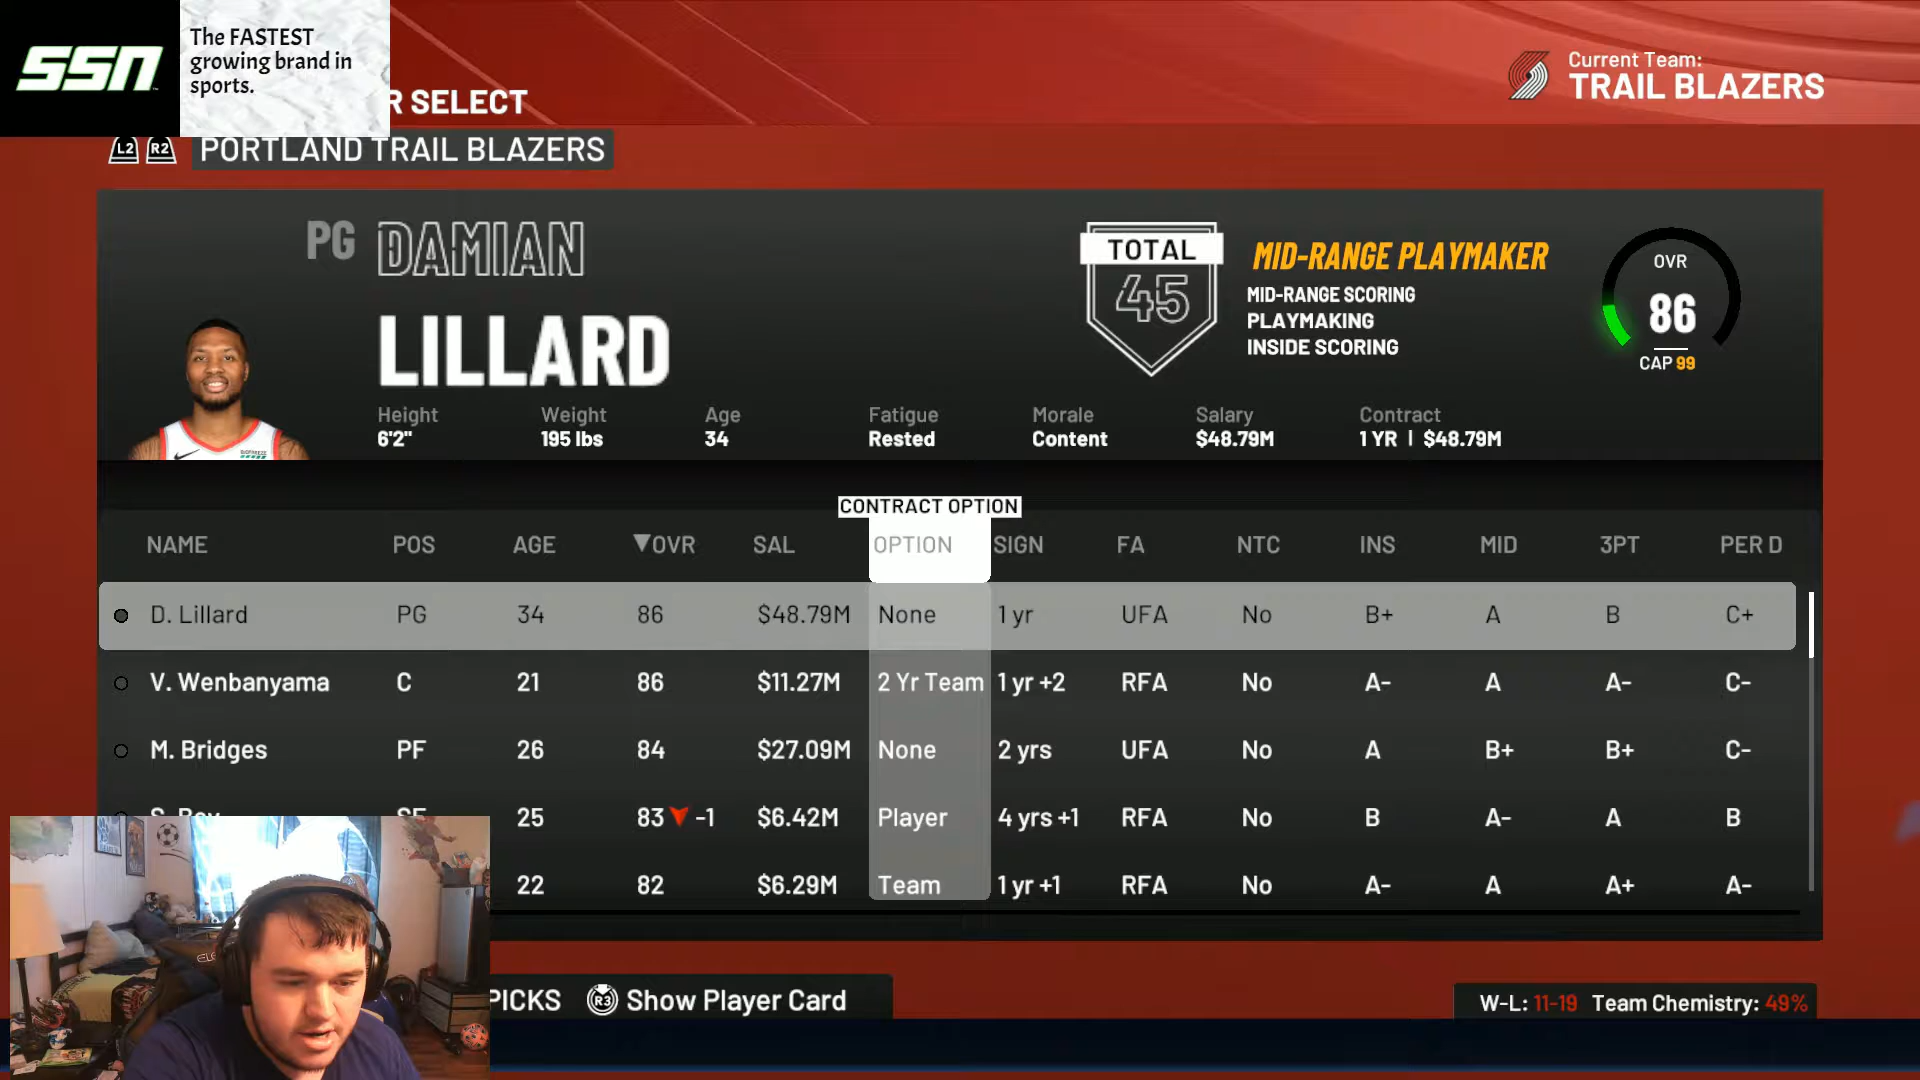 SSN
The FASTEST
growing brand in
sports.
R SELECT
Current Team:
TRAIL BLAZERS
L2 R2 PORTLAND TRAIL BLAZERS
PG DAMIAN
LILLARD
TOTAL
45
MID-RANGE PLAYMAKER
MID-RANGE SCORING
PLAYMAKING
INSIDE SCORING
OVR
86
CAP 99
Height Weight Age Fatigue Morale Salary Contract
6'2" 195 lbs 34 Rested Content $48.79M 1 YR | $48.79M
CONTRACT OPTION
NAME POS AGE ▼OVR SAL OPTION SIGN FA NTC INS MID 3PT PER D
D. Lillard PG 34 86 $48.79M None 1 yr UFA No B+ A B C+
V. Wenbanyama C 21 86 $11.27M 2 Yr Team 1 yr +2 RFA No A- A A- C-
M. Bridges PF 26 84 $27.09M None 2 yrs UFA No A B+ B+ C-
25 83 -1 $6.42M Player 4 yrs +1 RFA No B A- A B
22 82 $6.29M Team 1 yr +1 RFA No A- A A+ A-
PICKS R3 Show Player Card
W-L: 11-19 Team Chemistry: 49%